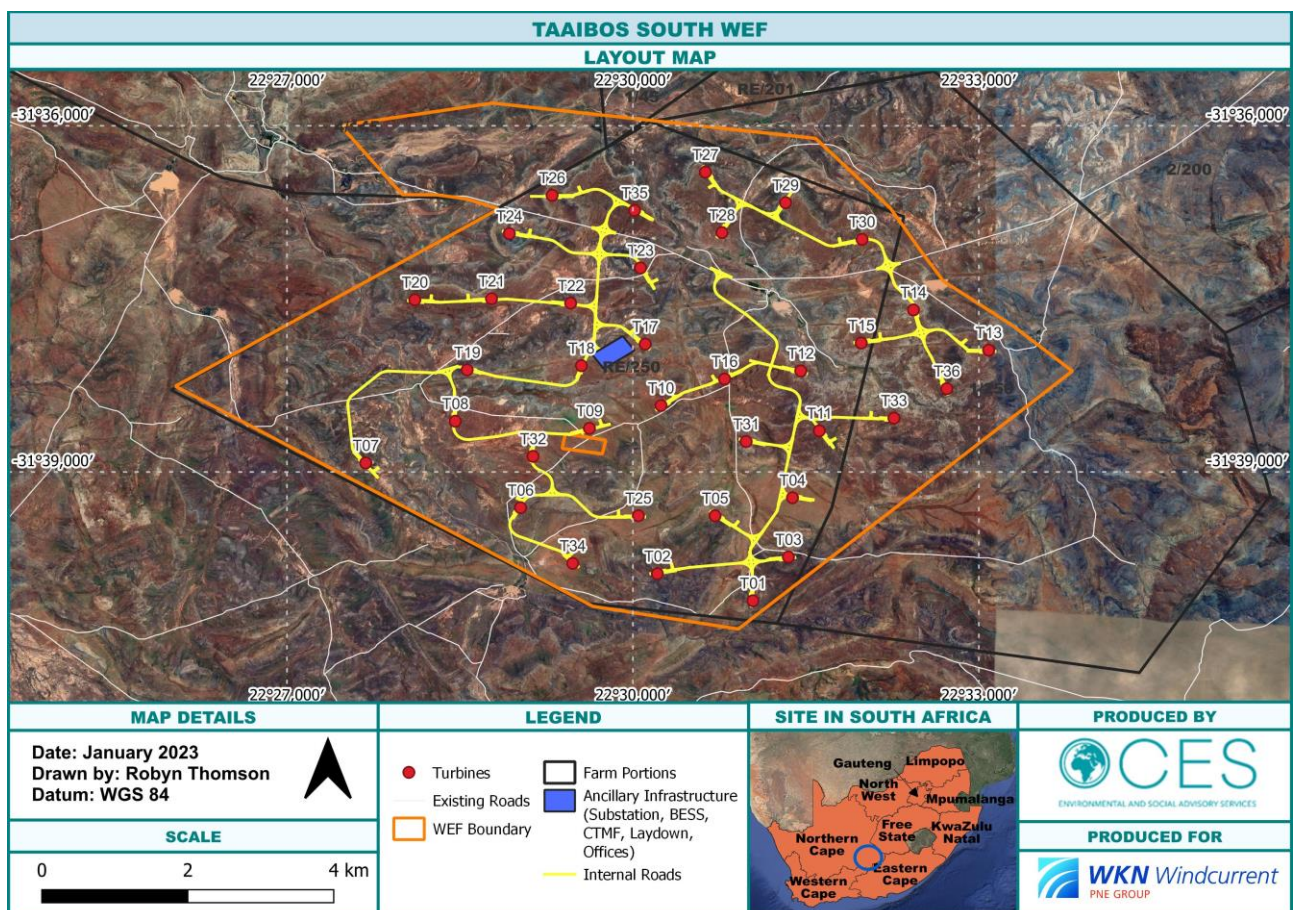 TAAIBOS SOUTH WEF
LAYOUT MAP
22°27,000' 22°30,000' 22°33,000'
RE/201
-31°36,000' -31°36,000'
2/200
T27
T26 T35 T29
T24 T28
T30
T23
T20 T21 T22
T14
T17 T15 T13
T18
T19 RE/250 T16 T12 T36
T10
T08 T09 T11 T33
T31
T07 T32
-31°39,000' -31°39,000'
T04
T06 T25 T05
T34 T02 T03
T01
22°27,000' 22°30,000' 22°33,000'
MAP DETAILS
Date: January 2023
Drawn by: Robyn Thomson
Datum: WGS 84
SCALE
0 2 4 km
LEGEND
Turbines
Existing Roads
WEF Boundary
Farm Portions
Ancillary Infrastructure
(Substation, BESS,
CTMF, Laydown,
Offices)
Internal Roads
SITE IN SOUTH AFRICA
Limpopo
Gauteng
North
West
Mpumalanga
Free
State
KwaZulu
Natal
Northern
Cape
Eastern
Cape
Western
Cape
PRODUCED BY
CES
ENVIRONMENTAL AND SOCIAL ADVISORY SERVICES
PRODUCED FOR
WKN Windcurrent
PNE GROUP